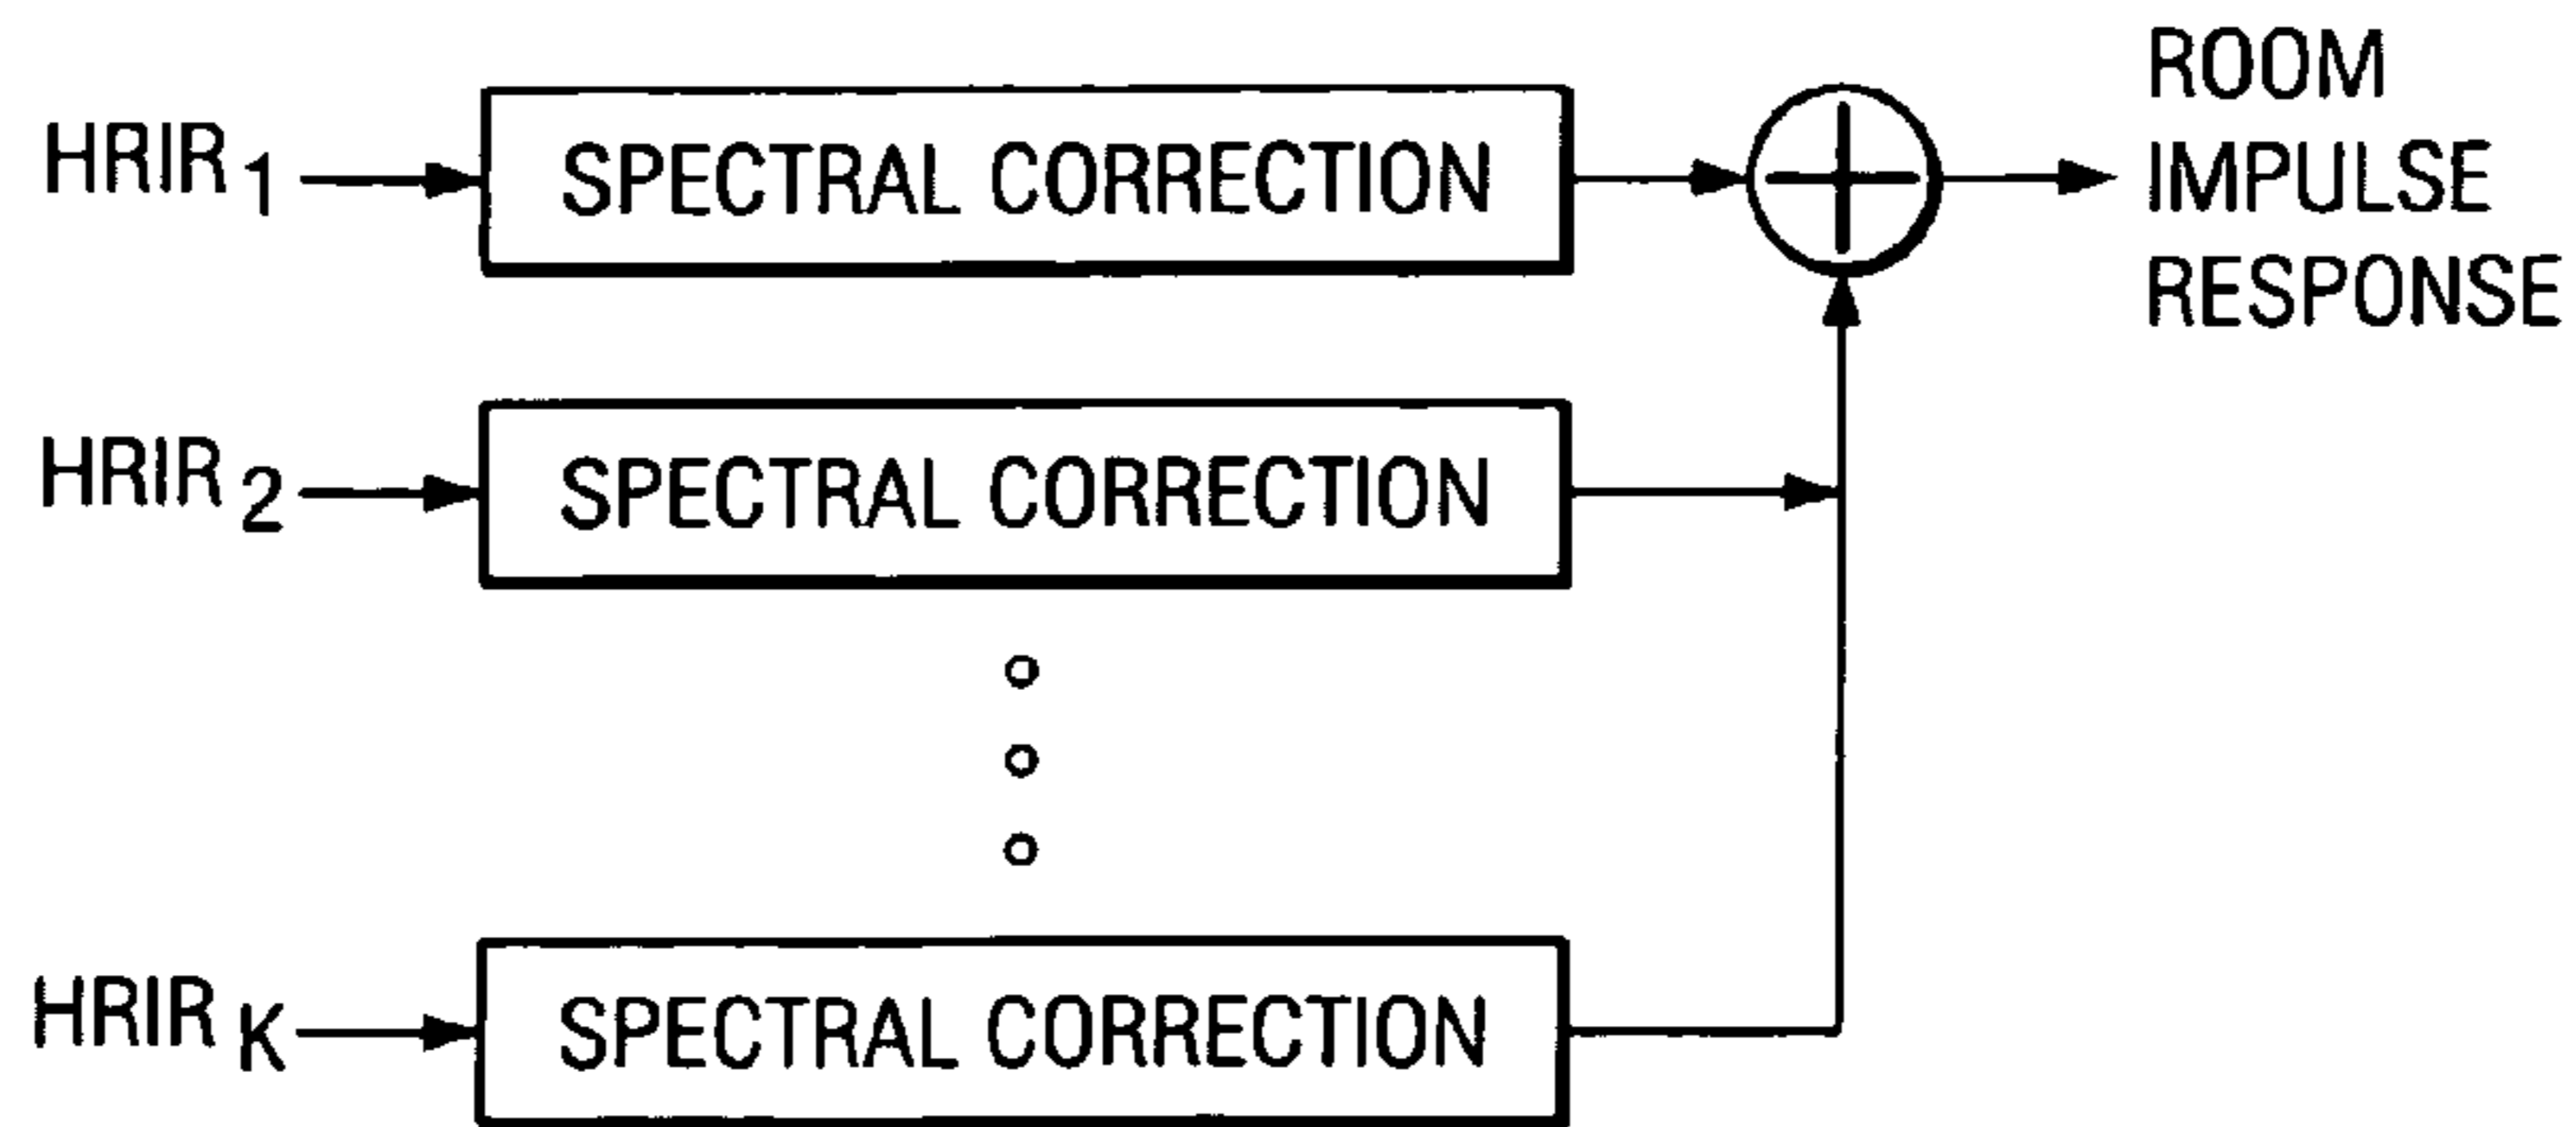 HRIR 1
SPECTRAL CORRECTION
ROOM
IMPULSE
RESPONSE
HRIR 2
SPECTRAL CORRECTION
HRIR K
SPECTRAL CORRECTION